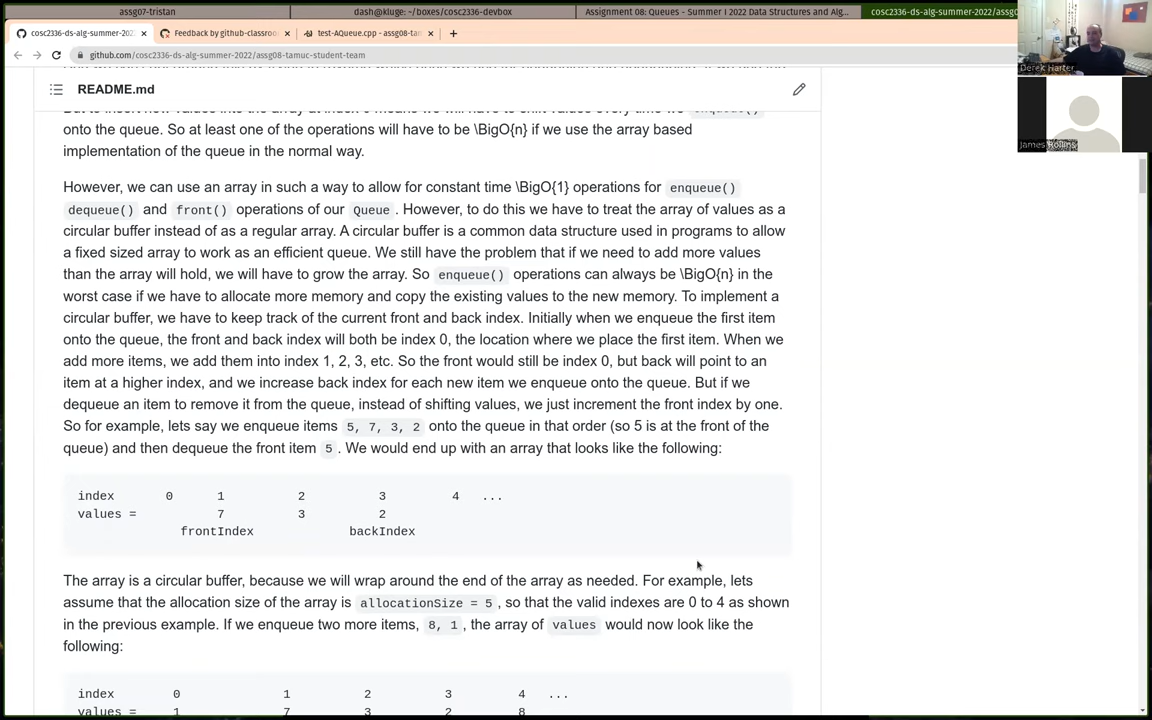 assg07-tristan
dash@kluge: ~/boxes/cosc2336-devbox
Assignment 08: Queues - Summer I 2022 Data Structures and Alg...
cosc2336-ds-alg-summer-2022/assg0
cosc2336-ds-alg-summer-202
Feedback by github-classroo
test-AQueue.cpp - assg08-tam
github.com/cosc2336-ds-alg-summer-2022/assg08-tamuc-student-team
Derek Harter
James Rollins
README.md
onto the queue. So at least one of the operations will have to be \BigO{n} if we use the array based
implementation of the queue in the normal way.
However, we can use an array in such a way to allow for constant time \BigO{1} operations for enqueue()
dequeue() and front() operations of our Queue . However, to do this we have to treat the array of values as a
circular buffer instead of as a regular array. A circular buffer is a common data structure used in programs to allow
a fixed sized array to work as an efficient queue. We still have the problem that if we need to add more values
than the array will hold, we will have to grow the array. So enqueue() operations can always be \BigO{n} in the
worst case if we have to allocate more memory and copy the existing values to the new memory. To implement a
circular buffer, we have to keep track of the current front and back index. Initially when we enqueue the first item
onto the queue, the front and back index will both be index 0, the location where we place the first item. When we
add more items, we add them into index 1, 2, 3, etc. So the front would still be index 0, but back will point to an
item at a higher index, and we increase back index for each new item we enqueue onto the queue. But if we
dequeue an item to remove it from the queue, instead of shifting values, we just increment the front index by one.
So for example, lets say we enqueue items 5, 7, 3, 2 onto the queue in that order (so 5 is at the front of the
queue) and then dequeue the front item 5 . We would end up with an array that looks like the following:
index 0 1 2 3 4 ...
values = 7 3 2
frontIndex backIndex
The array is a circular buffer, because we will wrap around the end of the array as needed. For example, lets
assume that the allocation size of the array is allocationSize = 5 , so that the valid indexes are 0 to 4 as shown
in the previous example. If we enqueue two more items, 8, 1 , the array of values would now look like the
following:
index 0 1 2 3 4 ...
values = 1 7 3 2 8